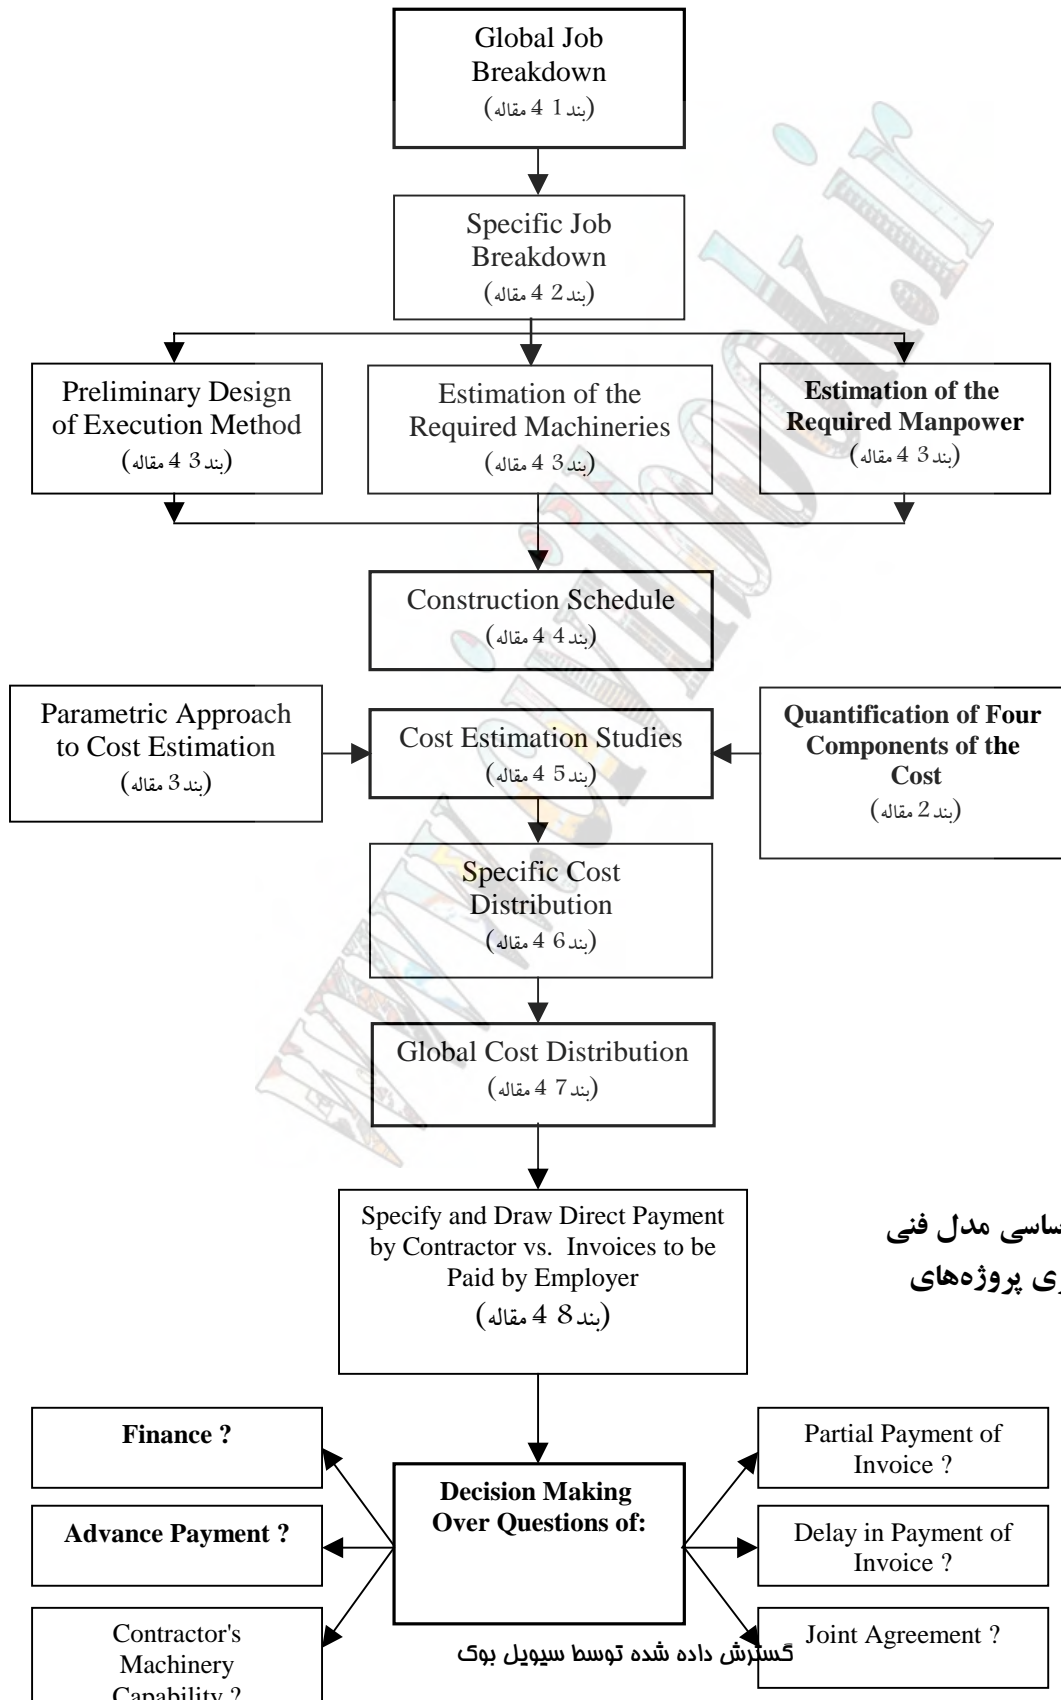 Global Job
Breakdown
(بند 1 4 مقاله)
Specific Job
Breakdown
(بند 2 4 مقاله)
Preliminary Design
of Execution Method
(بند 3 4 مقاله)
Estimation of the
Required Machineries
(بند 3 4 مقاله)
Estimation of the
Required Manpower
(بند 3 4 مقاله)
Construction Schedule
(بند 4 4 مقاله)
Parametric Approach
to Cost Estimation
(بند 3 مقاله)
Cost Estimation Studies
(بند 5 4 مقاله)
Quantification of Four
Components of the
Cost
(بند 2 مقاله)
Specific Cost
Distribution
(بند 6 4 مقاله)
Global Cost Distribution
(بند 7 4 مقاله)
Specify and Draw Direct Payment
by Contractor vs. Invoices to be
Paid by Employer
(بند 8 4 مقاله)
مدل فنی
پروژه‌های
Finance ?
Advance Payment ?
Contractor's
Machinery
Capability ?
Decision Making
Over Questions of:
Partial Payment of
Invoice ?
Delay in Payment of
Invoice ?
Joint Agreement ?
گسترش داده شده توسط سیویل بوک
www.civilbook.ir